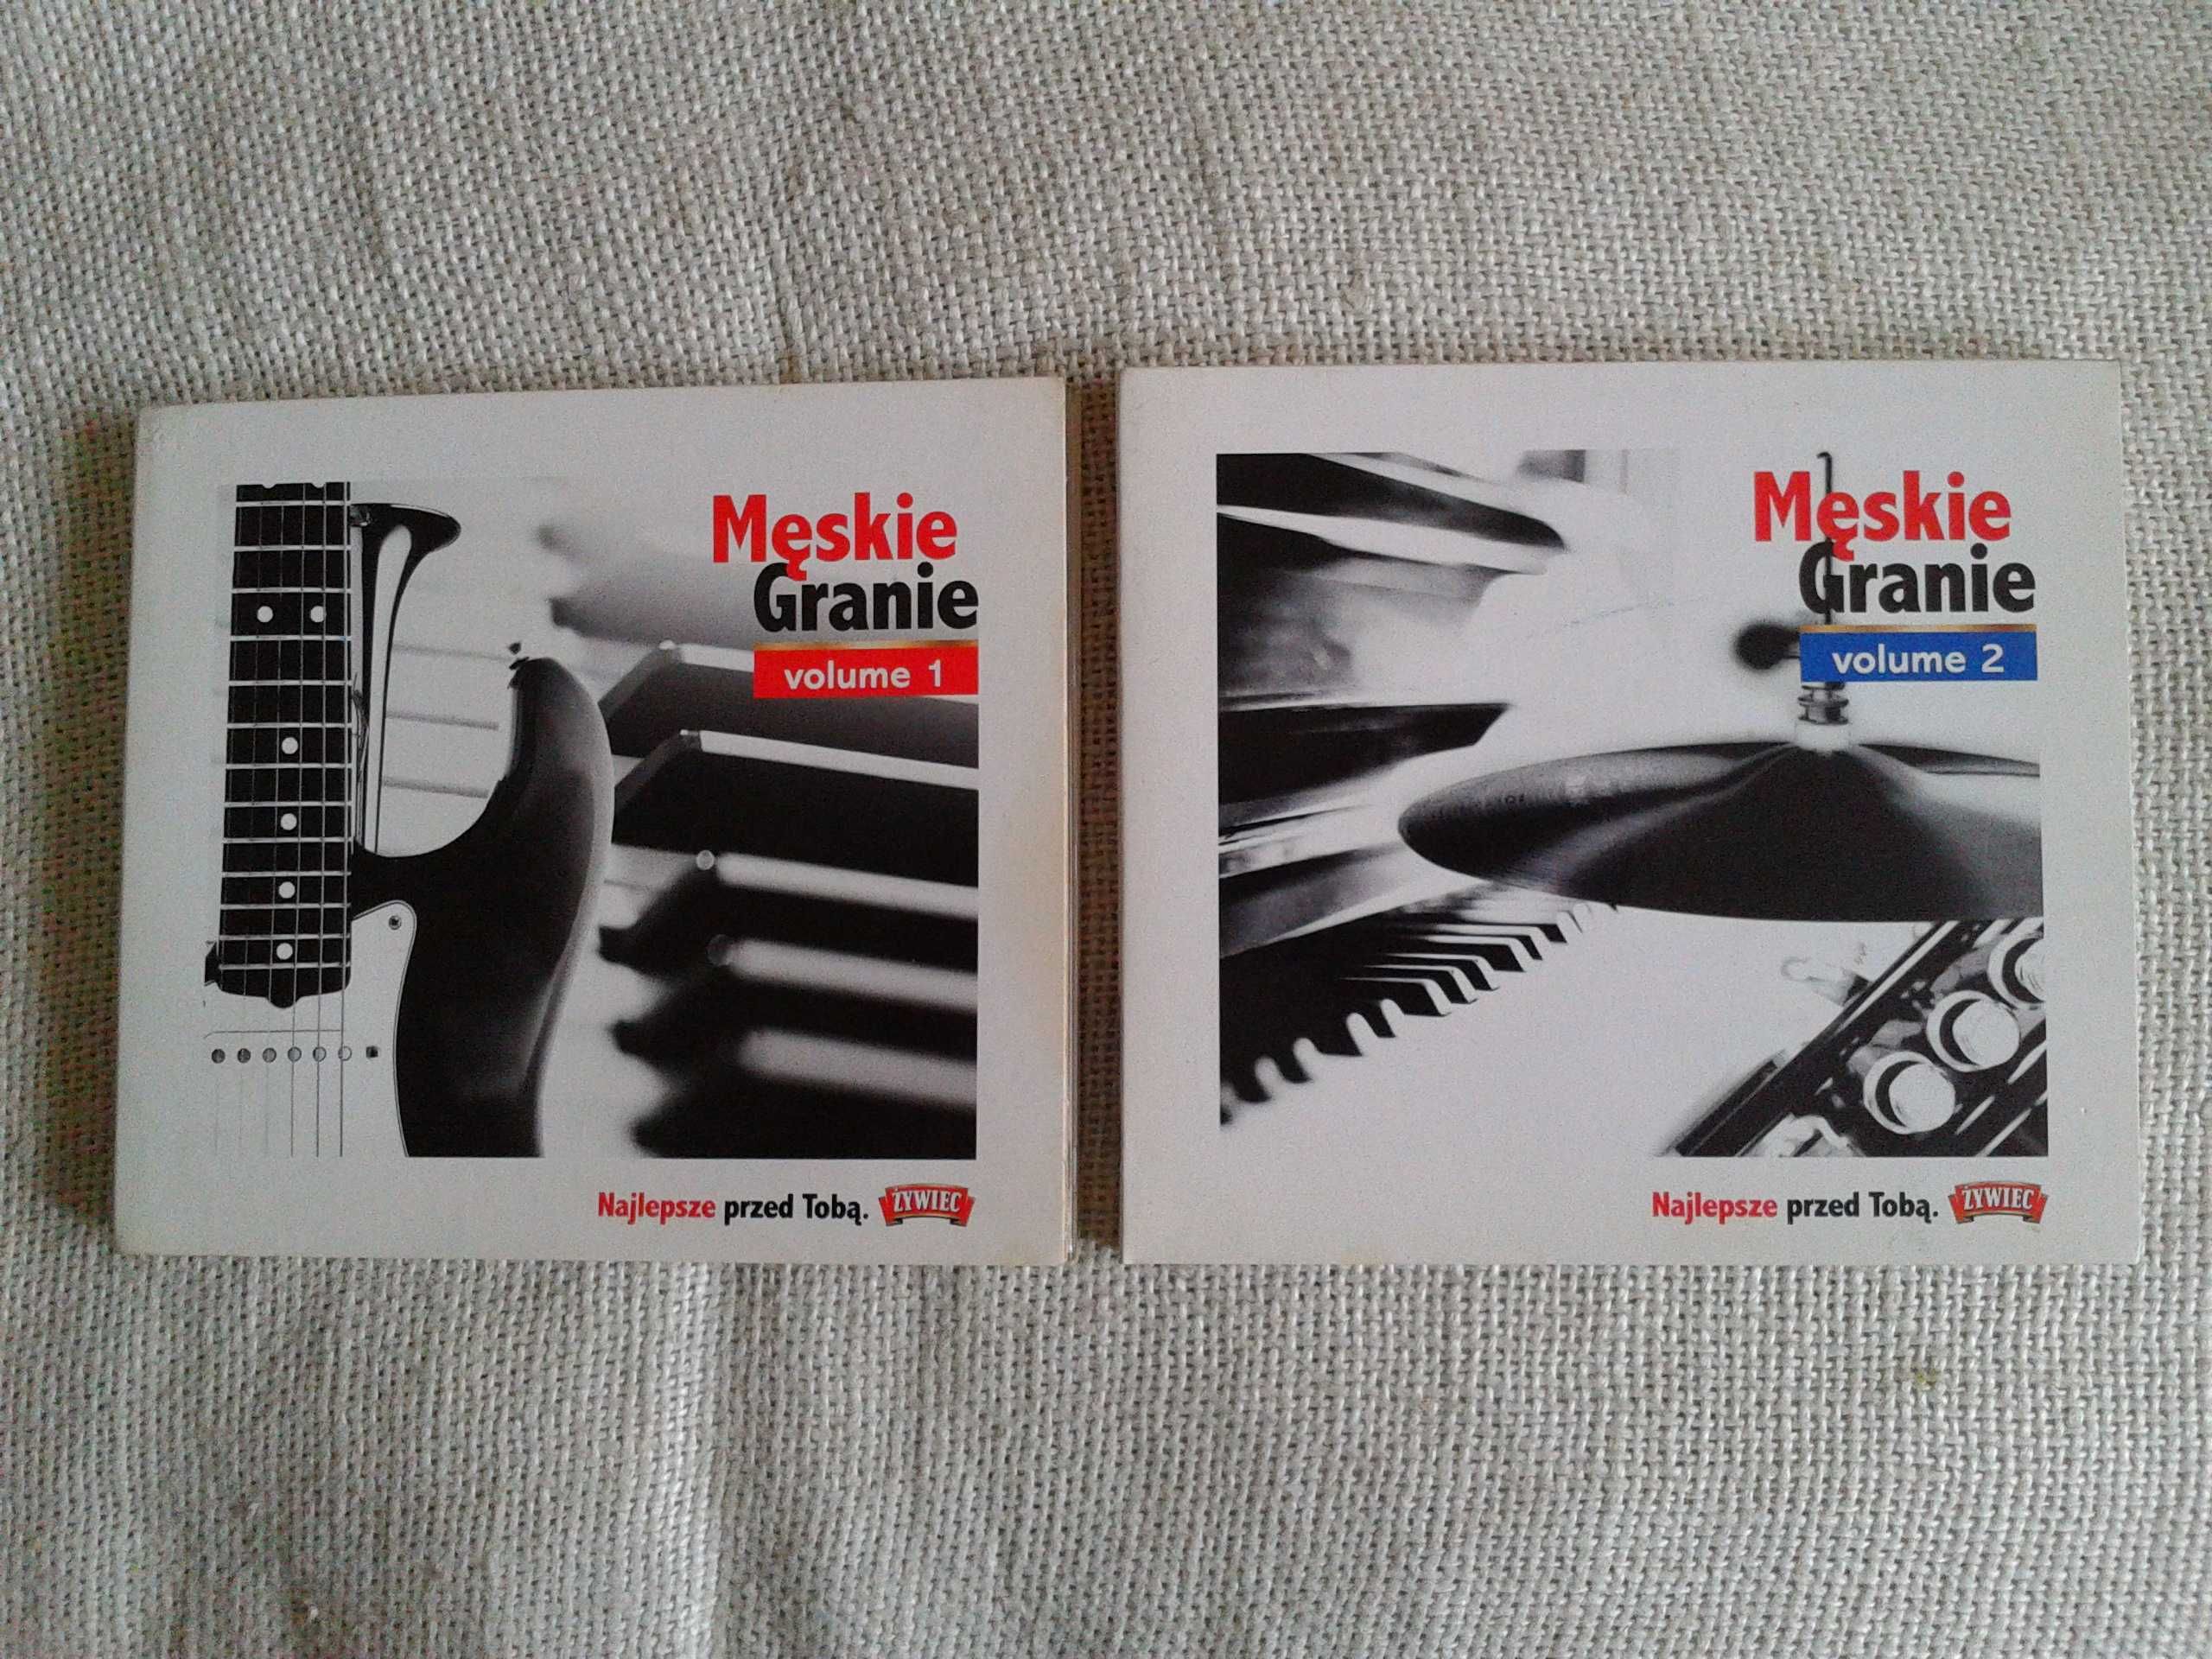 Męskie
Granie
volume 1
Najlepsze przed Tobą. ŻYWIEC
Męskie
Granie
volume 2
Najlepsze przed Tobą. ŻYWIEC